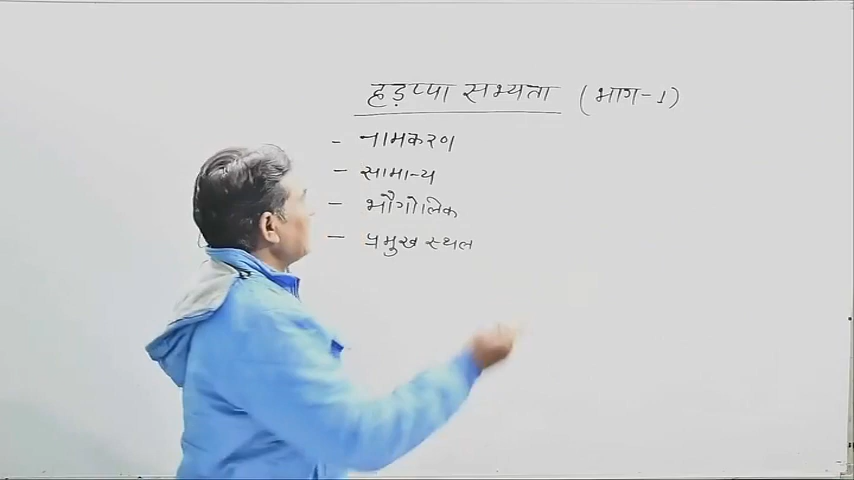 हड़प्पा सभ्यता (भाग-1)
- नामकरण
- सामान्य
- भौगोलिक
- प्रमुख स्थल